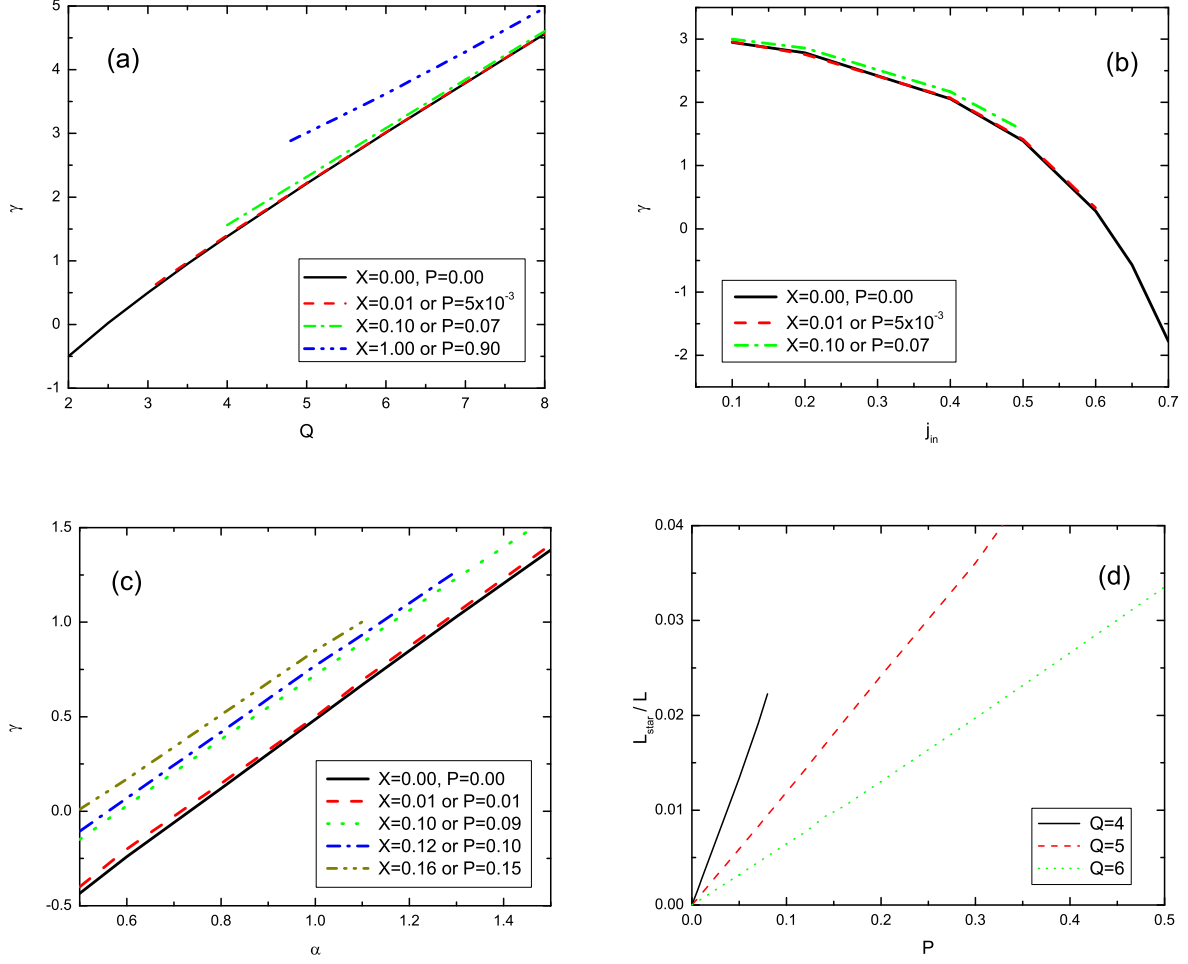 (a)
γ
5
4
3
2
1
0
-1
X=0.00, P=0.00
X=0.01 or P=5x10⁻³
X=0.10 or P=0.07
X=1.00 or P=0.90
2 3 4 5 6 7 8
Q
(b)
γ
3
2
1
0
-1
-2
X=0.00, P=0.00
X=0.01 or P=5x10⁻³
X=0.10 or P=0.07
0.1 0.2 0.3 0.4 0.5 0.6 0.7
j_in
(c)
γ
1.5
1.0
0.5
0.0
-0.5
X=0.00, P=0.00
X=0.01 or P=0.01
X=0.10 or P=0.09
X=0.12 or P=0.10
X=0.16 or P=0.15
0.6 0.8 1.0 1.2 1.4
α
(d)
L_star / L
0.04
0.03
0.02
0.01
0.00
Q=4
Q=5
Q=6
0.0 0.1 0.2 0.3 0.4 0.5
P